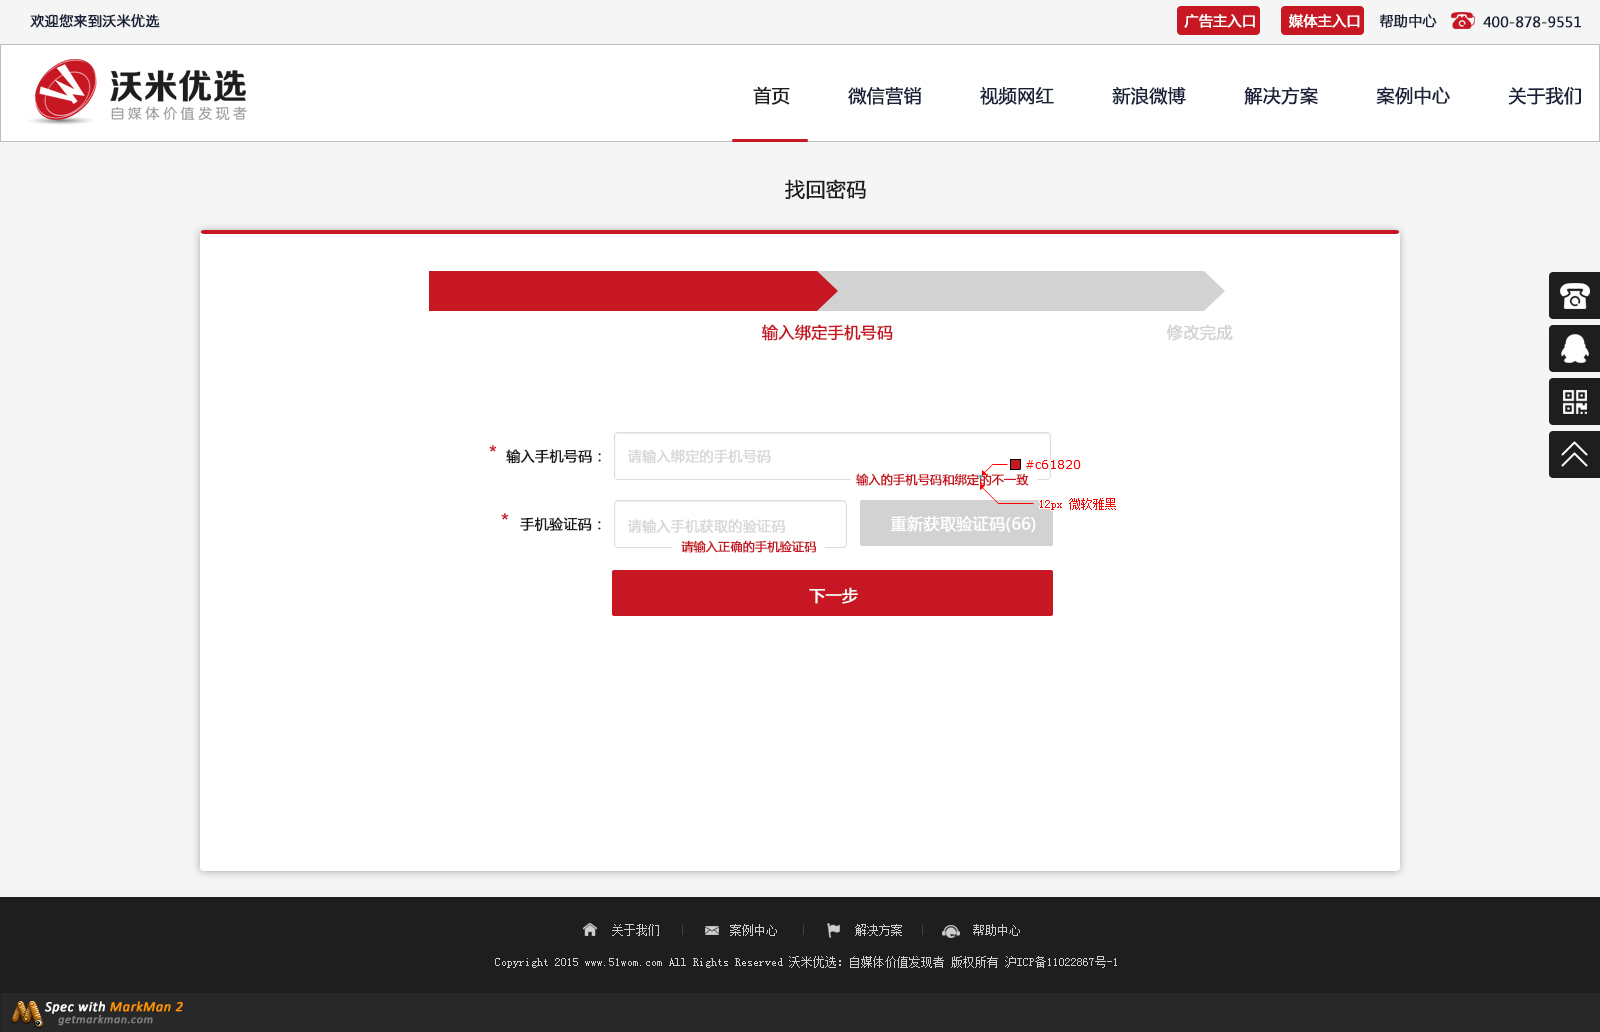 欢迎您来到沃米优选
广告主入口 媒体主入口 帮助中心 400-878-9551
沃米优选
自媒体价值发现者
首页 微信营销 视频网红 新浪微博 解决方案 案例中心 关于我们
找回密码
输入绑定手机号码 修改完成
* 输入手机号码： 请输入绑定的手机号码
#c61820
输入的手机号码和绑定的不一致
12px 微软雅黑
* 手机验证码： 请输入手机获取的验证码 重新获取验证码(66)
请输入正确的手机验证码
下一步
关于我们 案例中心 解决方案 帮助中心
Copyright 2015 www.51wom.com All Rights Reserved 沃米优选：自媒体价值发现者 版权所有 沪ICP备11022867号-1
Spec with MarkMan 2
getmarkman.com